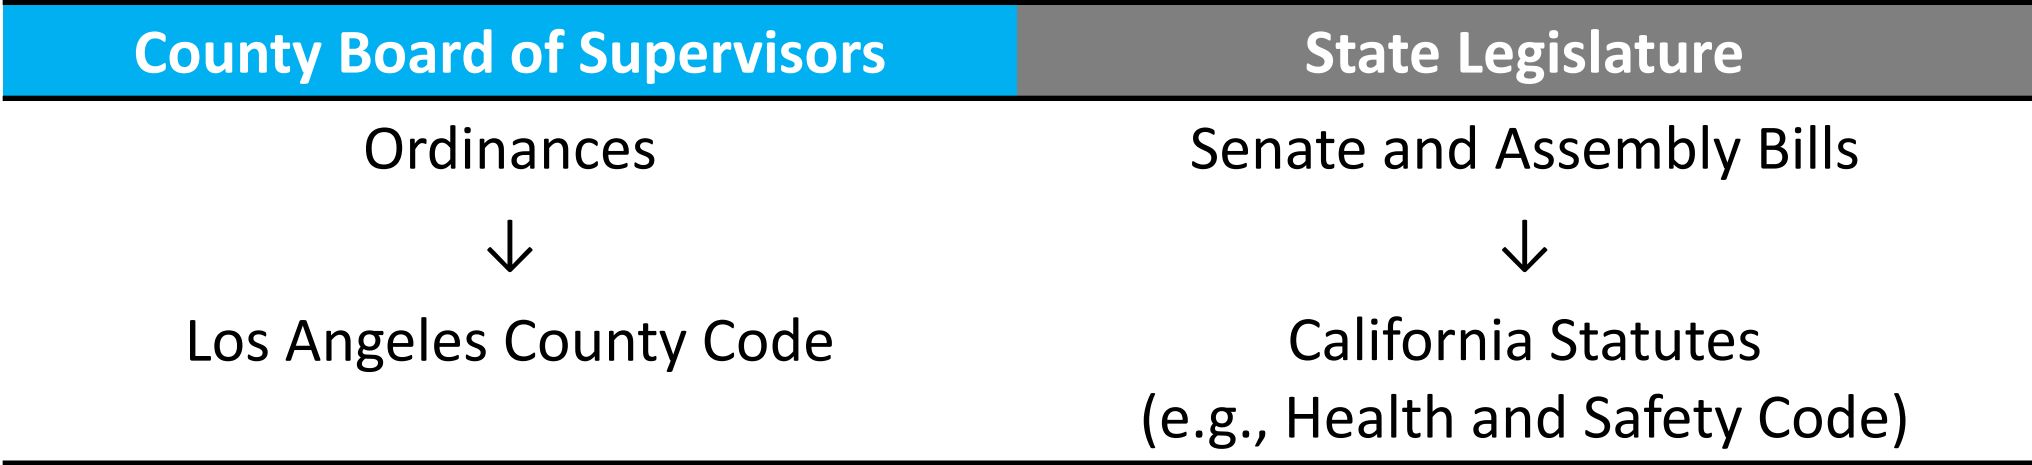 County Board of Supervisors
State Legislature
Ordinances
↓
Los Angeles County Code
Senate and Assembly Bills
↓
California Statutes
(e.g., Health and Safety Code)